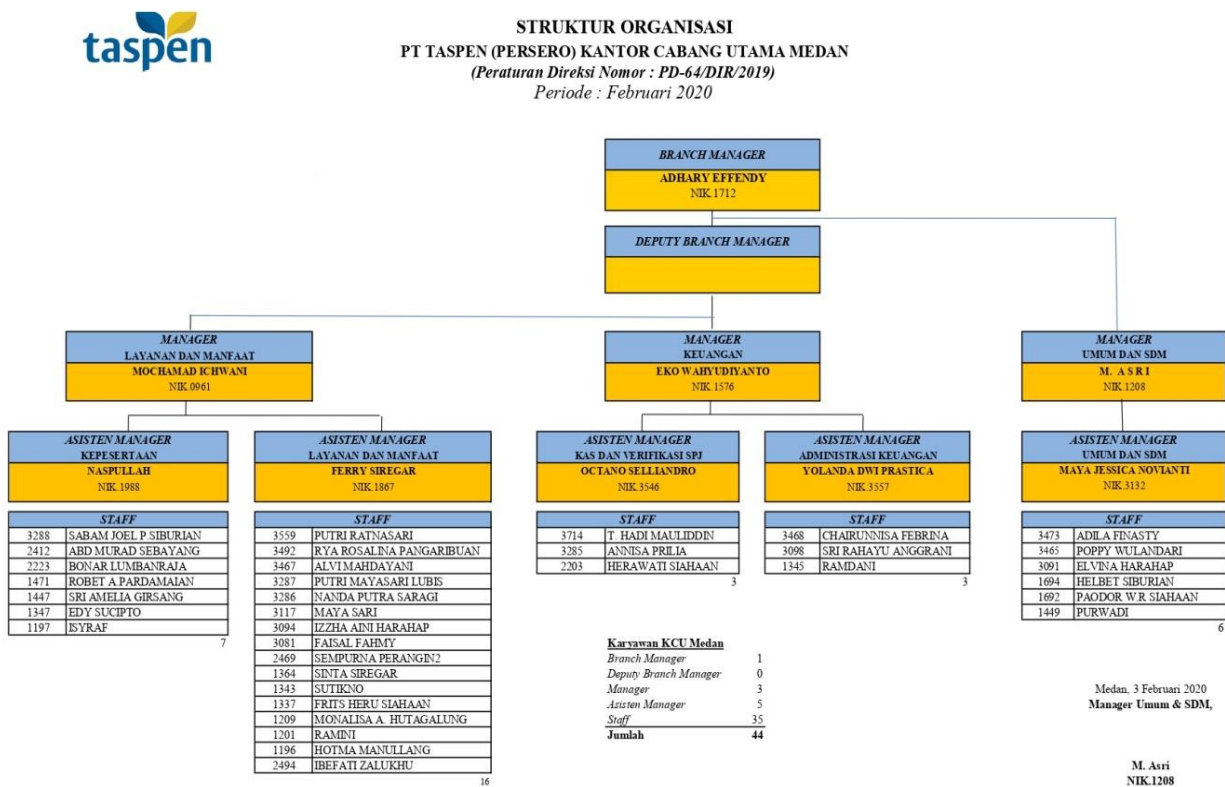 taspen
STRUKTUR ORGANISASI
PT TASPEN (PERSERO) KANTOR CABANG UTAMA MEDAN
(Peraturan Direksi Nomor : PD-64/DIR/2019)
Periode : Februari 2020
BRANCH MANAGER
ADHARY EFFENDY
NIK.1712
DEPUTY BRANCH MANAGER
MANAGER
LAYANAN DAN MANFAAT
MOCHAMAD ICHWANI
NIK.0961
MANAGER
KEUANGAN
EKO WAHYUDIYANTO
NIK.1576
MANAGER
UMUM DAN SDM
M. A S R I
NIK.1208
ASISTEN MANAGER
KEPESERTAAN
NASPULLAH
NIK.1988
ASISTEN MANAGER
LAYANAN DAN MANFAAT
FERRY SIREGAR
NIK.1867
ASISTEN MANAGER
KAS DAN VERIFIKASI SPJ
OCTANO SELLIANDRO
NIK.3546
ASISTEN MANAGER
ADMINISTRASI KEUANGAN
YOLANDA DWI PRASTICA
NIK.3557
ASISTEN MANAGER
UMUM DAN SDM
MAYA JESSICA NOVIANTI
NIK.3132
STAFF
3288 SABAM JOEL P.SIBURIAN
2412 ABD MURAD SEBAYANG
2223 BONAR LUMBANRAJA
1471 ROBET A PARDAMAIAN
1447 SRI AMELIA GIRSANG
1347 EDY SUCIPTO
1197 ISYRAF
7
STAFF
3559 PUTRI RATNASARI
3492 RYA ROSALINA PANGARIBUAN
3467 ALVI MAHDAYANI
3287 PUTRI MAYASARI LUBIS
3286 NANDA PUTRA SARAGI
3117 MAYA SARI
3094 IZZHA AINI HARAHAP
3081 FAISAL FAHMY
2469 SEMPURNA PERANGIN2
1364 SINTA SIREGAR
1343 SUTIKNO
1337 FRITS HERU SIAHAAN
1209 MONALISA A. HUTAGALUNG
1201 RAMINI
1196 HOTMA MANULLANG
2494 IBEFATI ZALUKHU
16
STAFF
3714 T. HADI MAULIDDIN
3285 ANNISA PRILIA
2203 HERAWATI SIAHAAN
3
STAFF
3468 CHAIRUNNISA FEBRINA
3098 SRI RAHAYU ANGGRANI
1345 RAMDANI
3
STAFF
3473 ADILA FINASTY
3465 POPPY WULANDARI
3091 ELVINA HARAHAP
1694 HELBET SIBURIAN
1692 PAODOR W.R SIAHAAN
1449 PURWADI
6
Karyawan KCU Medan
Branch Manager 1
Deputy Branch Manager 0
Manager 3
Asisten Manager 5
Staff 35
Jumlah 44
Medan, 3 Februari 2020
Manager Umum & SDM,
M. Asri
NIK.1208